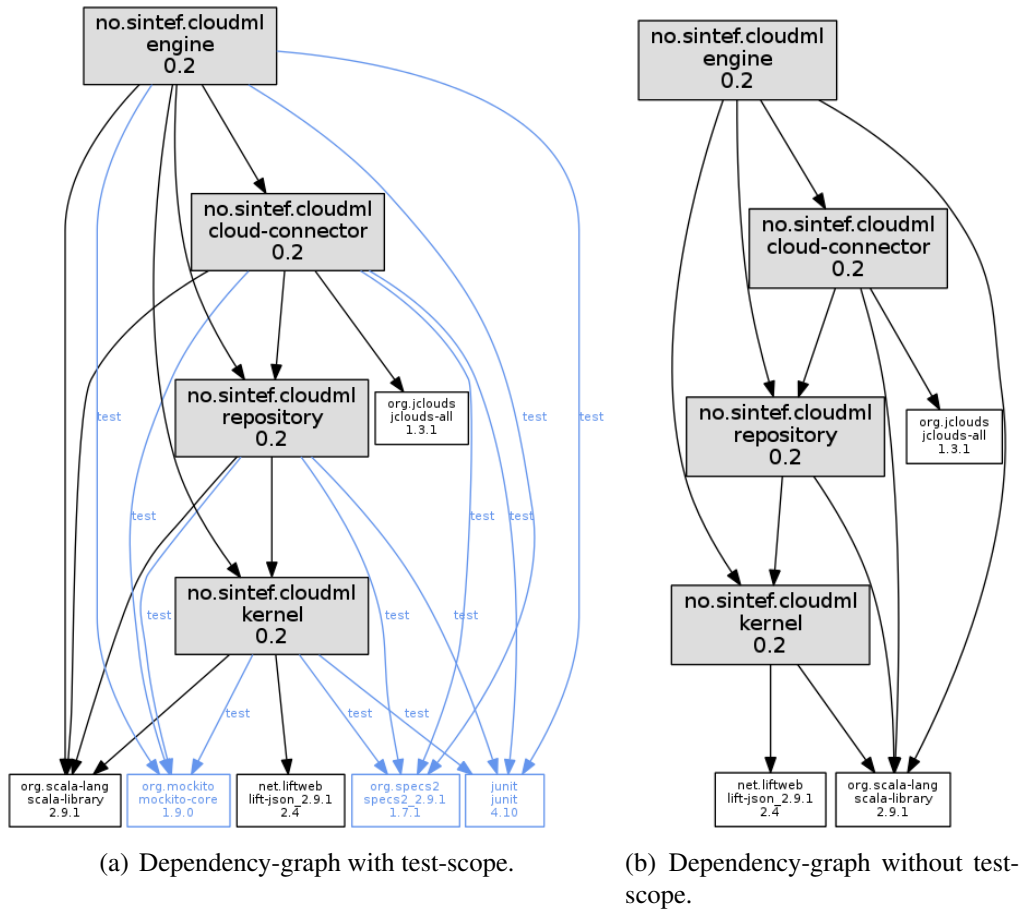 no.sintef.cloudml
engine
0.2
no.sintef.cloudml
cloud-connector
0.2
no.sintef.cloudml
repository
0.2
org.jclouds
jclouds-all
1.3.1
test
test
test
test
test
test
no.sintef.cloudml
kernel
0.2
test
test
test
test
test
test
org.scala-lang
scala-library
2.9.1
org.mockito
mockito-core
1.9.0
net.liftweb
lift-json_2.9.1
2.4
org.specs2
specs2_2.9.1
1.7.1
junit
junit
4.10
(a) Dependency-graph with test-scope.
no.sintef.cloudml
engine
0.2
no.sintef.cloudml
cloud-connector
0.2
no.sintef.cloudml
repository
0.2
org.jclouds
jclouds-all
1.3.1
no.sintef.cloudml
kernel
0.2
net.liftweb
lift-json_2.9.1
2.4
org.scala-lang
scala-library
2.9.1
(b) Dependency-graph without test-
scope.